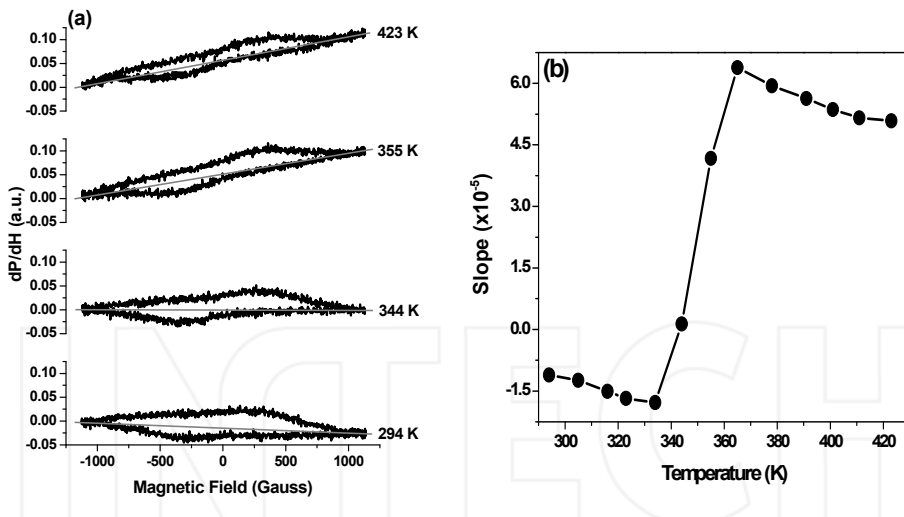 (a)
423 K
0.10
0.05
0.00
-0.05
355 K
0.10
0.05
0.00
-0.05
344 K
0.10
0.05
0.00
-0.05
294 K
0.10
0.05
0.00
-0.05
dP/dH (a.u.)
-1000 -500 0 500 1000
Magnetic Field (Gauss)
(b)
6.0
4.5
3.0
1.5
0.0
-1.5
Slope (x10⁻⁵)
300 320 340 360 380 400 420
Temperature (K)
INTECH